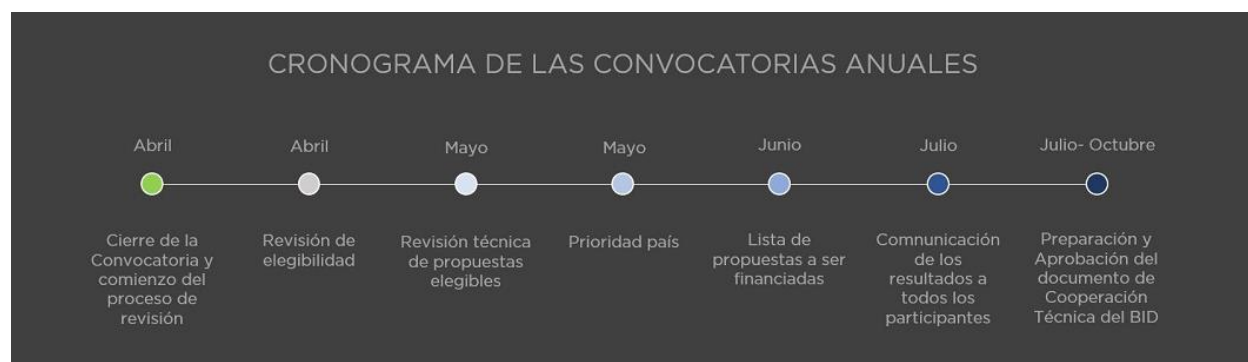 CRONOGRAMA DE LAS CONVOCATORIAS ANUALES
Abril
Cierre de la
Convocatoria y
comienzo del
proceso de
revisión
Abril
Revisión de
elegibilidad
Mayo
Revisión técnica
de propuestas
elegibles
Mayo
Prioridad país
Junio
Lista de
propuestas a ser
financiadas
Julio
Comnunicación
de los
resultados a
todos los
participantes
Julio- Octubre
Preparación y
Aprobación del
documento de
Cooperación
Técnica del BID